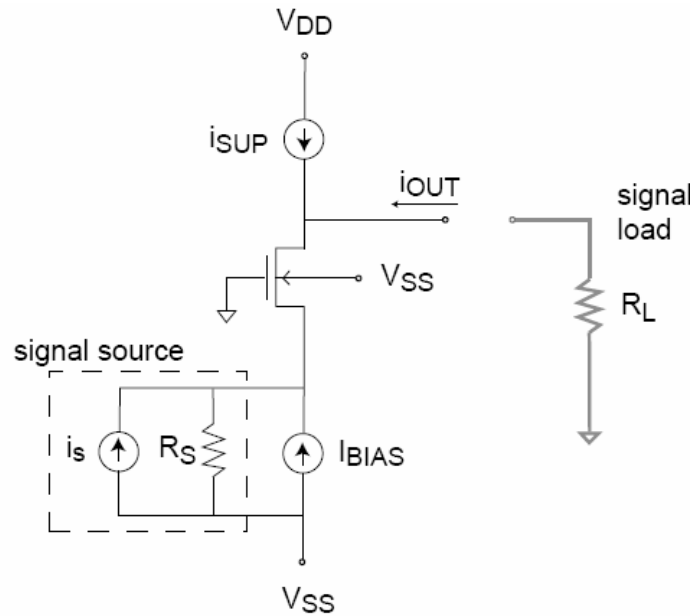 VDD
iSUP
iOUT
signal
load
VSS
RL
signal source
is
RS
IBIAS
VSS